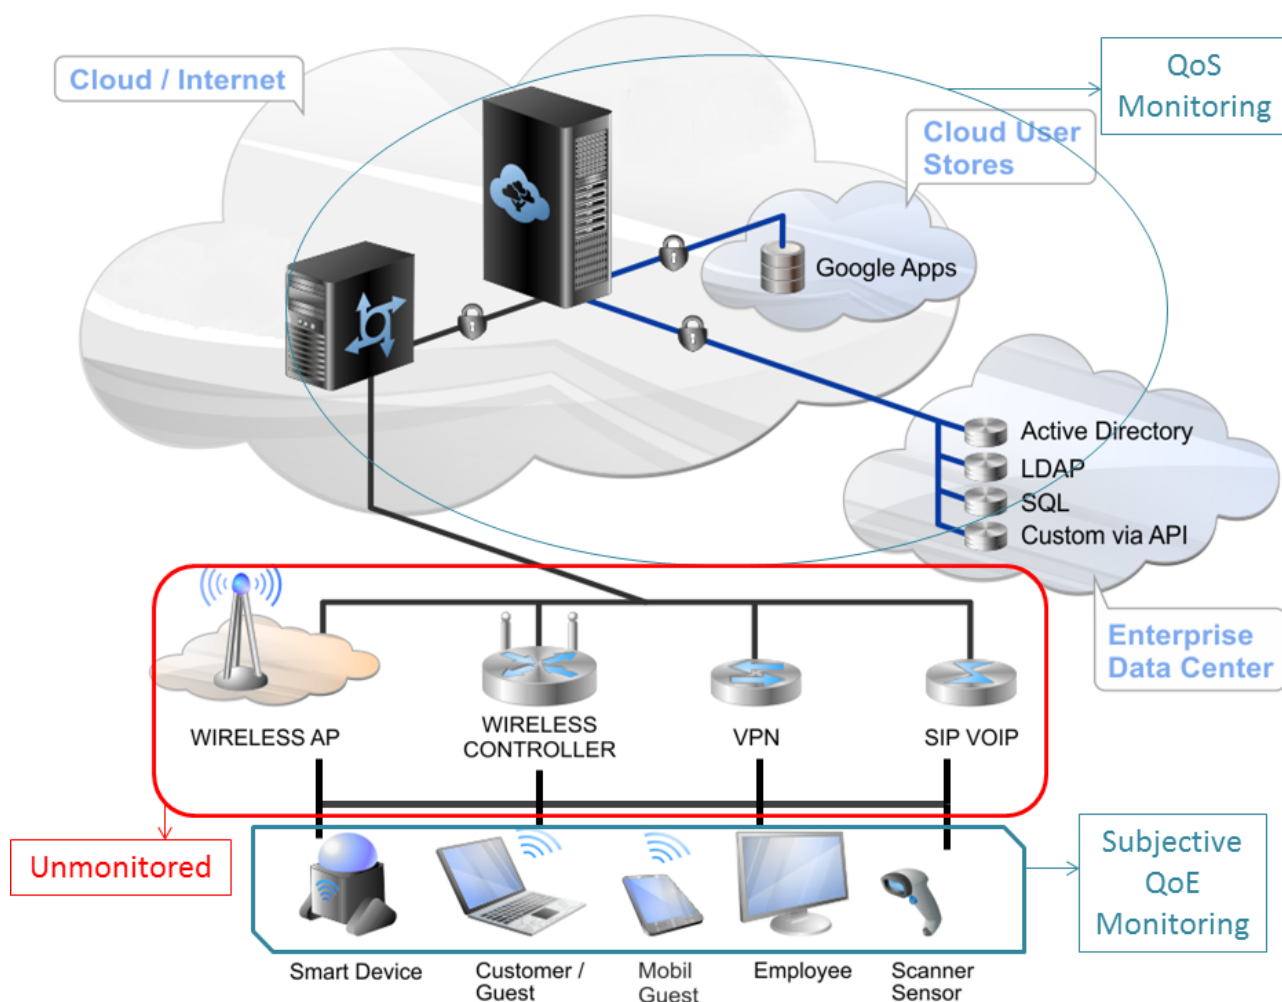 Cloud / Internet
QoS
Monitoring
Cloud User
Stores
Google Apps
Active Directory
LDAP
SQL
Custom via API
Enterprise
Data Center
WIRELESS AP
WIRELESS
CONTROLLER
VPN
SIP VOIP
Unmonitored
Subjective
QoE
Monitoring
Smart Device
Customer /
Guest
Mobil
Guest
Employee
Scanner
Sensor